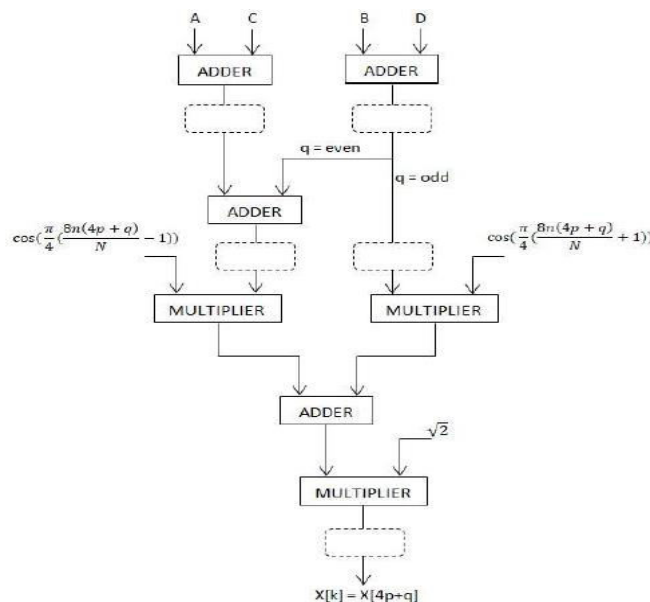 A C B D
ADDER ADDER
q = even
q = odd
ADDER
cos(π/4(8n(4p + q)/N − 1)) cos(π/4(8n(4p + q)/N + 1))
MULTIPLIER MULTIPLIER
ADDER
√2
MULTIPLIER
X[k] = X[4p+q]